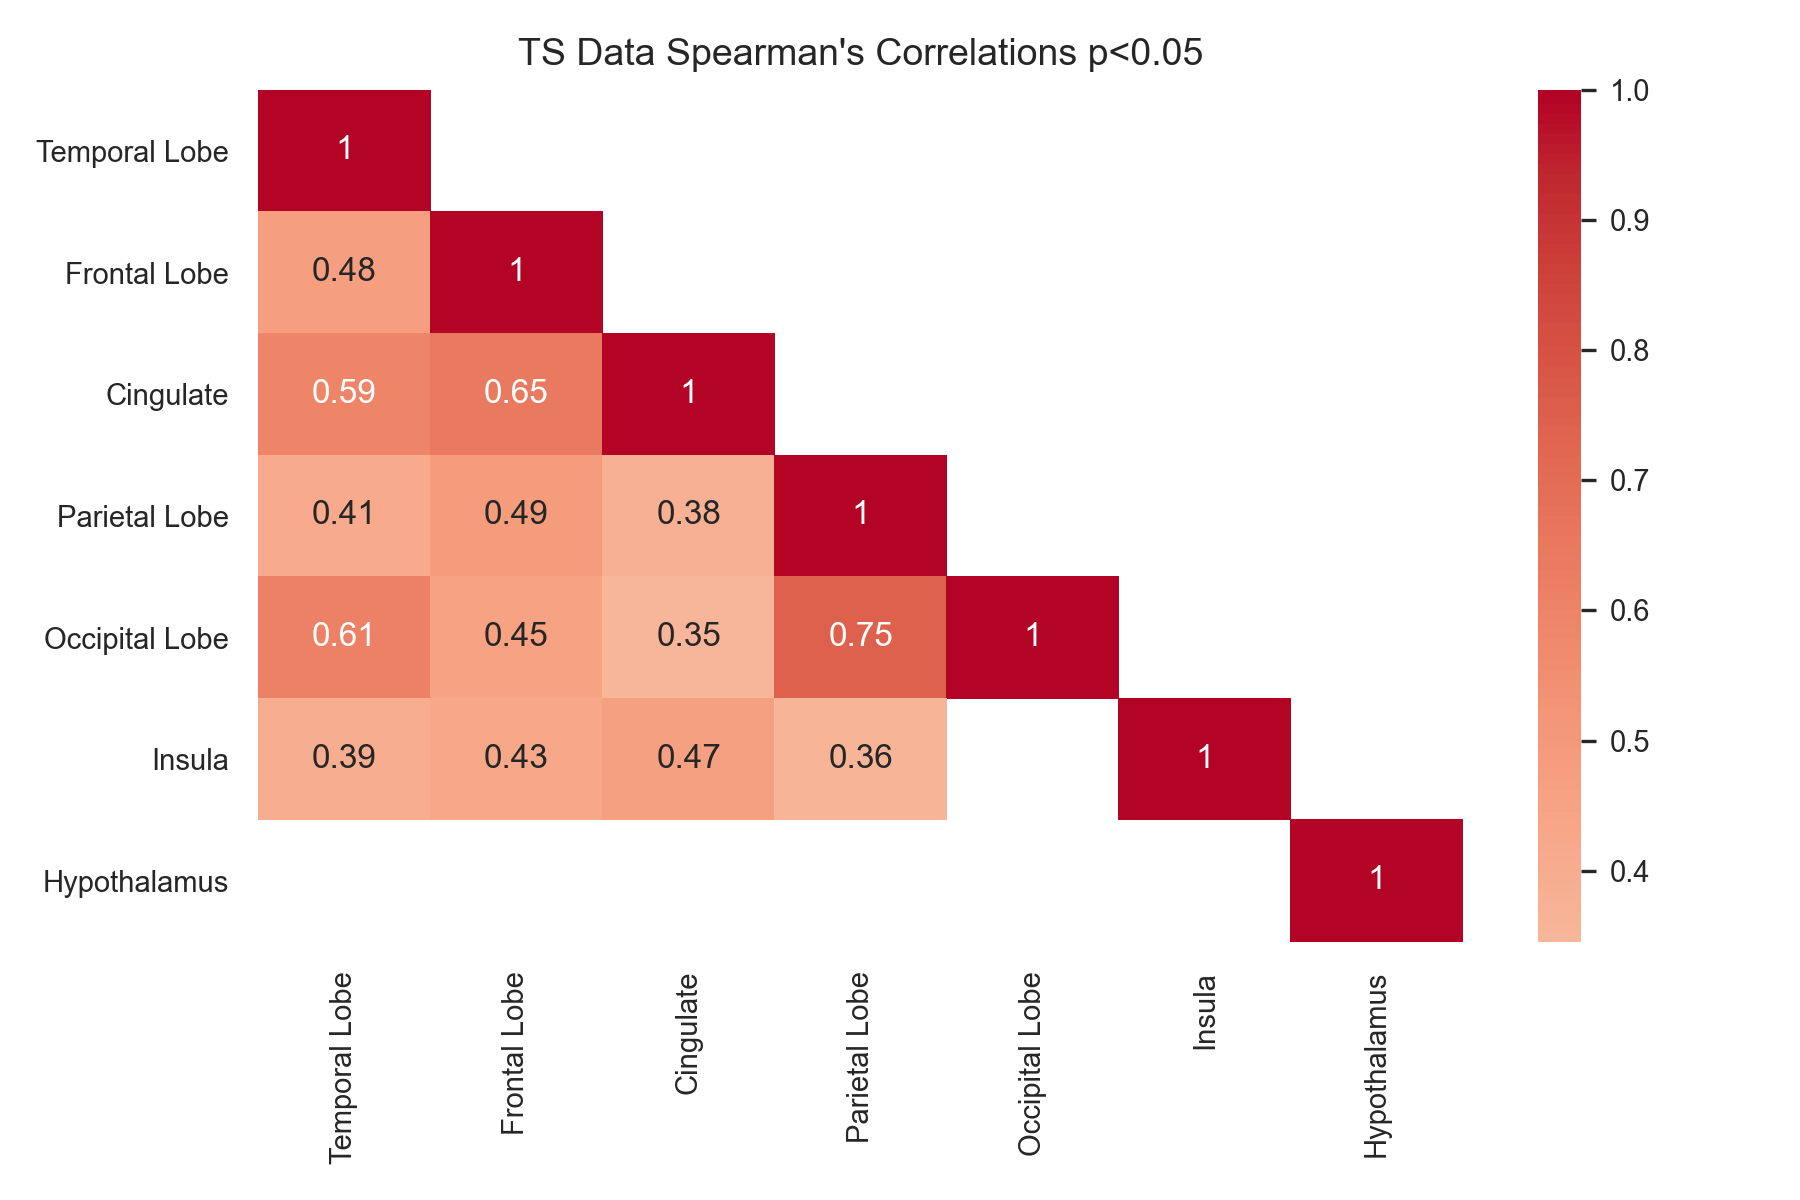 TS Data Spearman's Correlations p<0.05
Temporal Lobe 1
Frontal Lobe 0.48 1
Cingulate 0.59 0.65 1
Parietal Lobe 0.41 0.49 0.38 1
Occipital Lobe 0.61 0.45 0.35 0.75 1
Insula 0.39 0.43 0.47 0.36 1
Hypothalamus 1
Temporal Lobe
Frontal Lobe
Cingulate
Parietal Lobe
Occipital Lobe
Insula
Hypothalamus
1.0
0.9
0.8
0.7
0.6
0.5
0.4